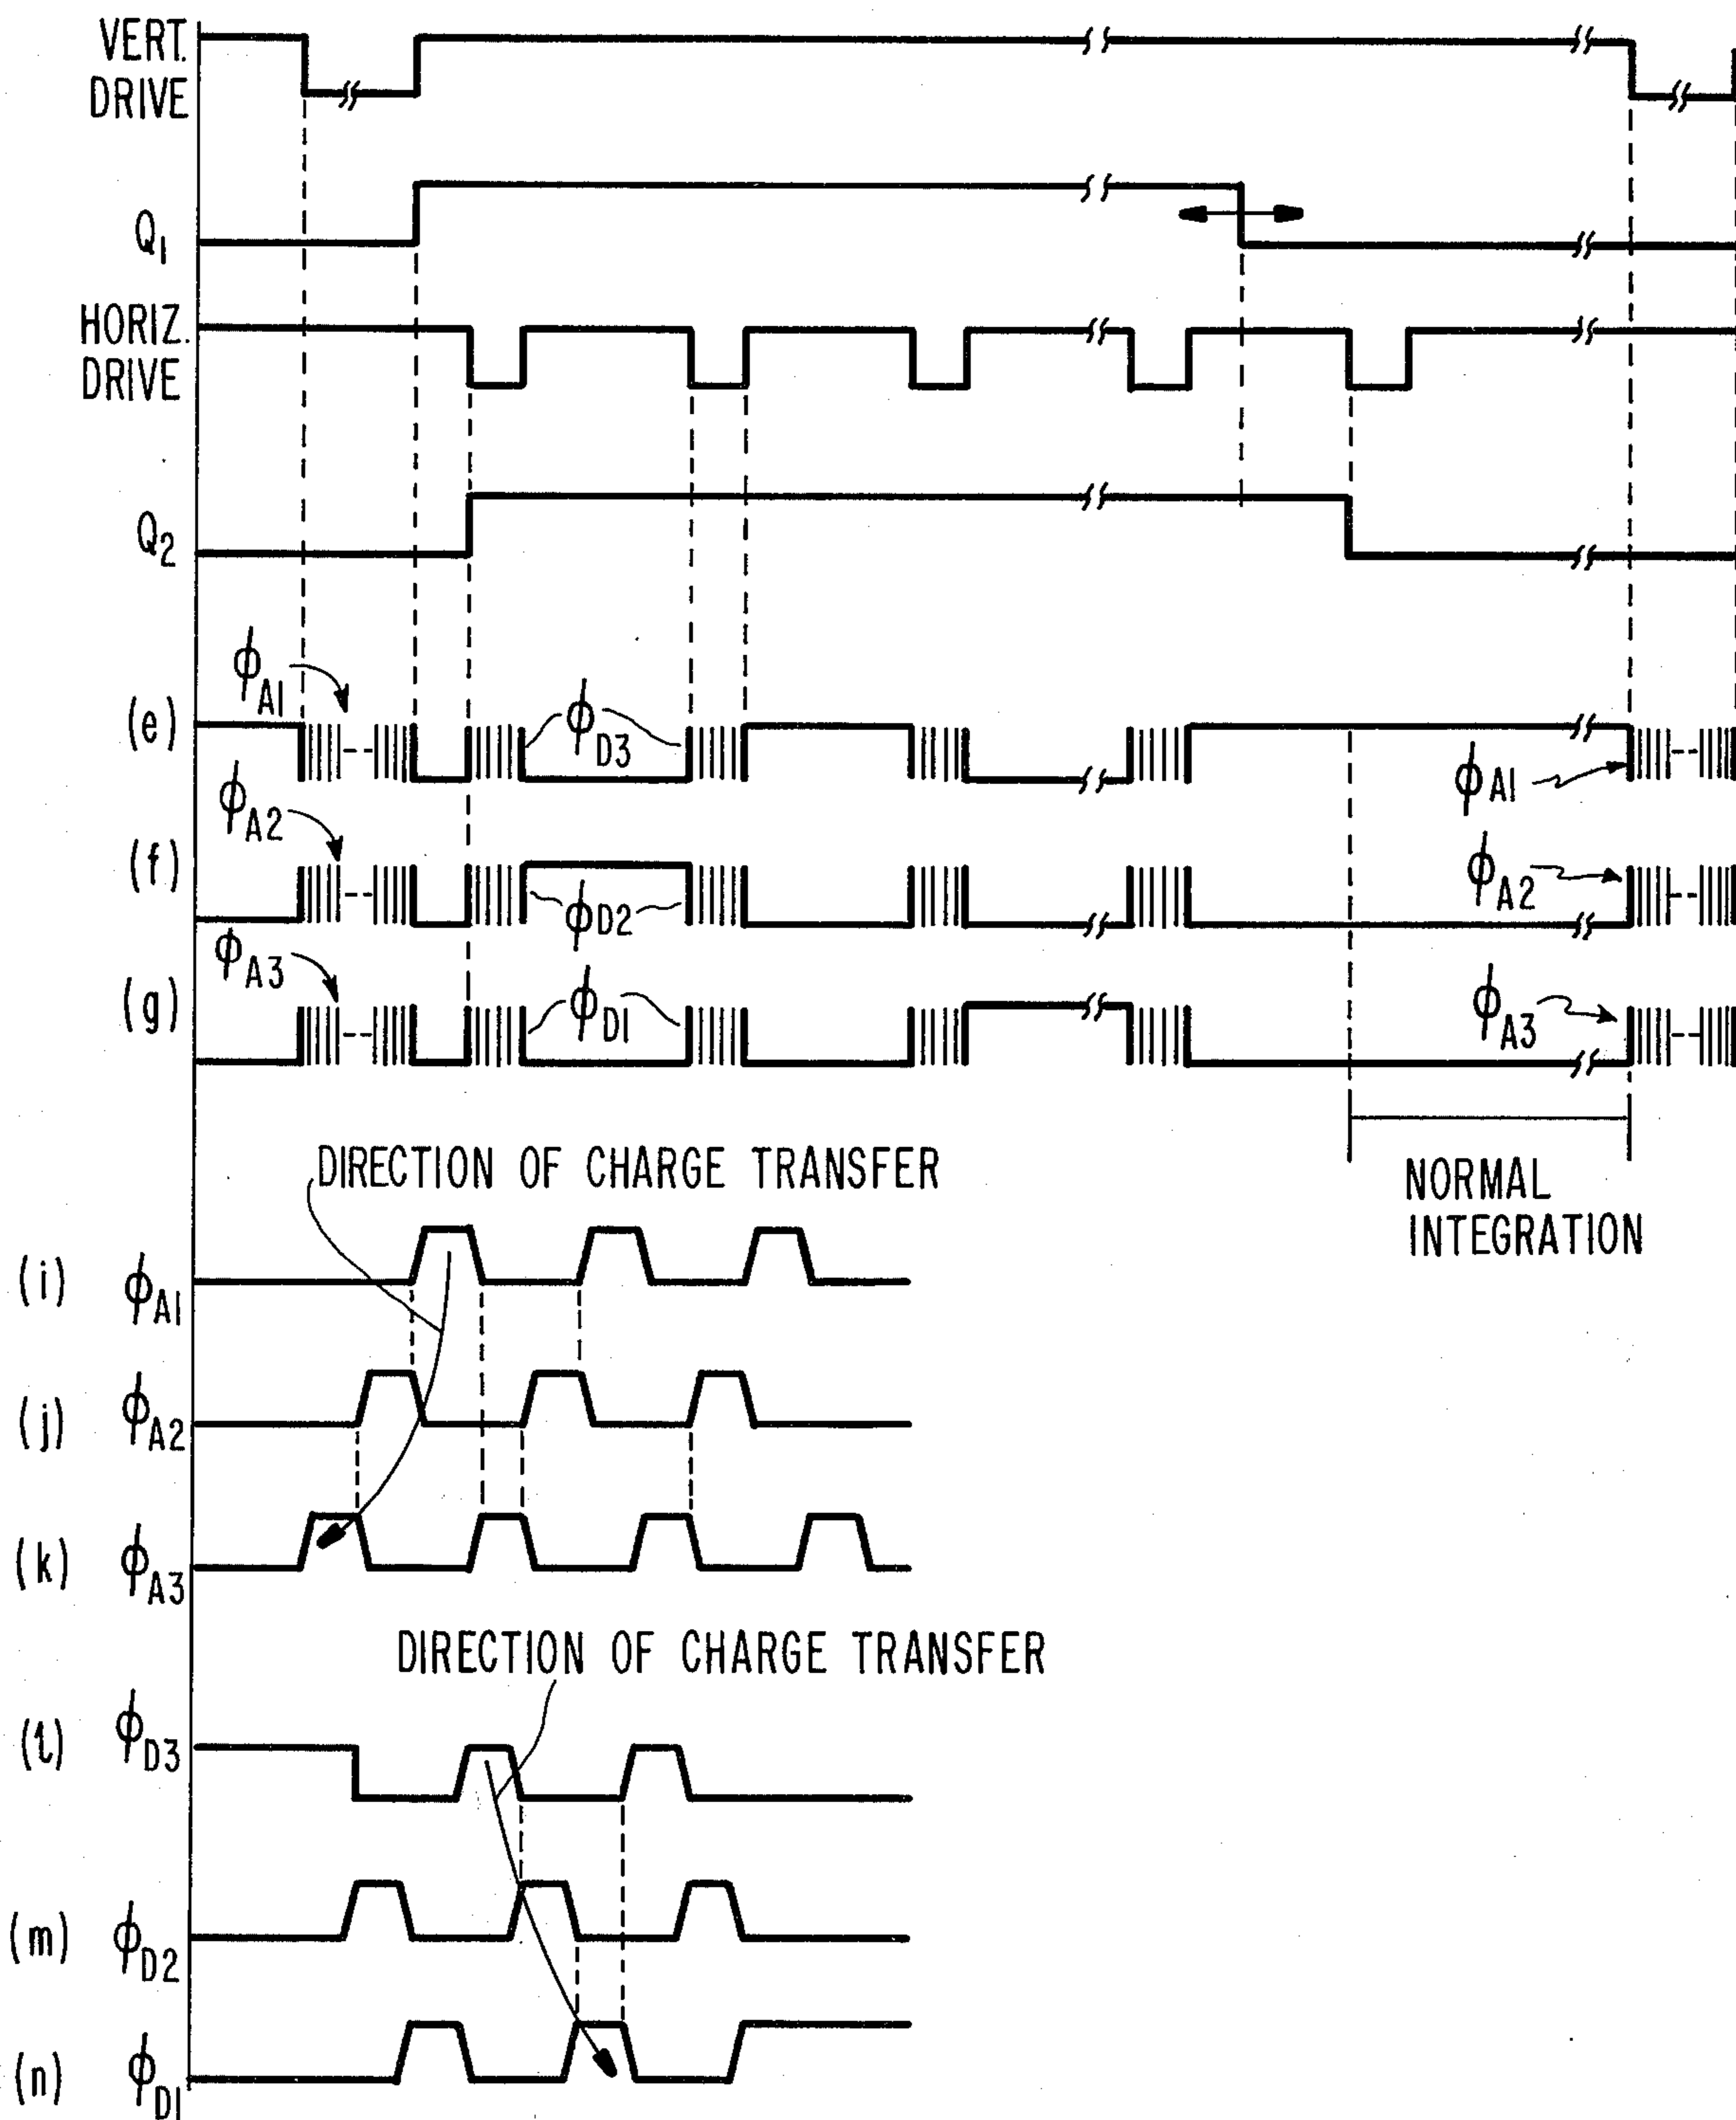 VERT.
DRIVE
Q1
HORIZ.
DRIVE
Q2
ϕA1
(e)
ϕD3
ϕA1
ϕA2
(f)
ϕD2
ϕA2
ϕA3
(g)
ϕD1
ϕA3
DIRECTION OF CHARGE TRANSFER
NORMAL
INTEGRATION
(i) ϕA1
(j) ϕA2
(k) ϕA3
DIRECTION OF CHARGE TRANSFER
(l) ϕD3
(m) ϕD2
(n) ϕD1